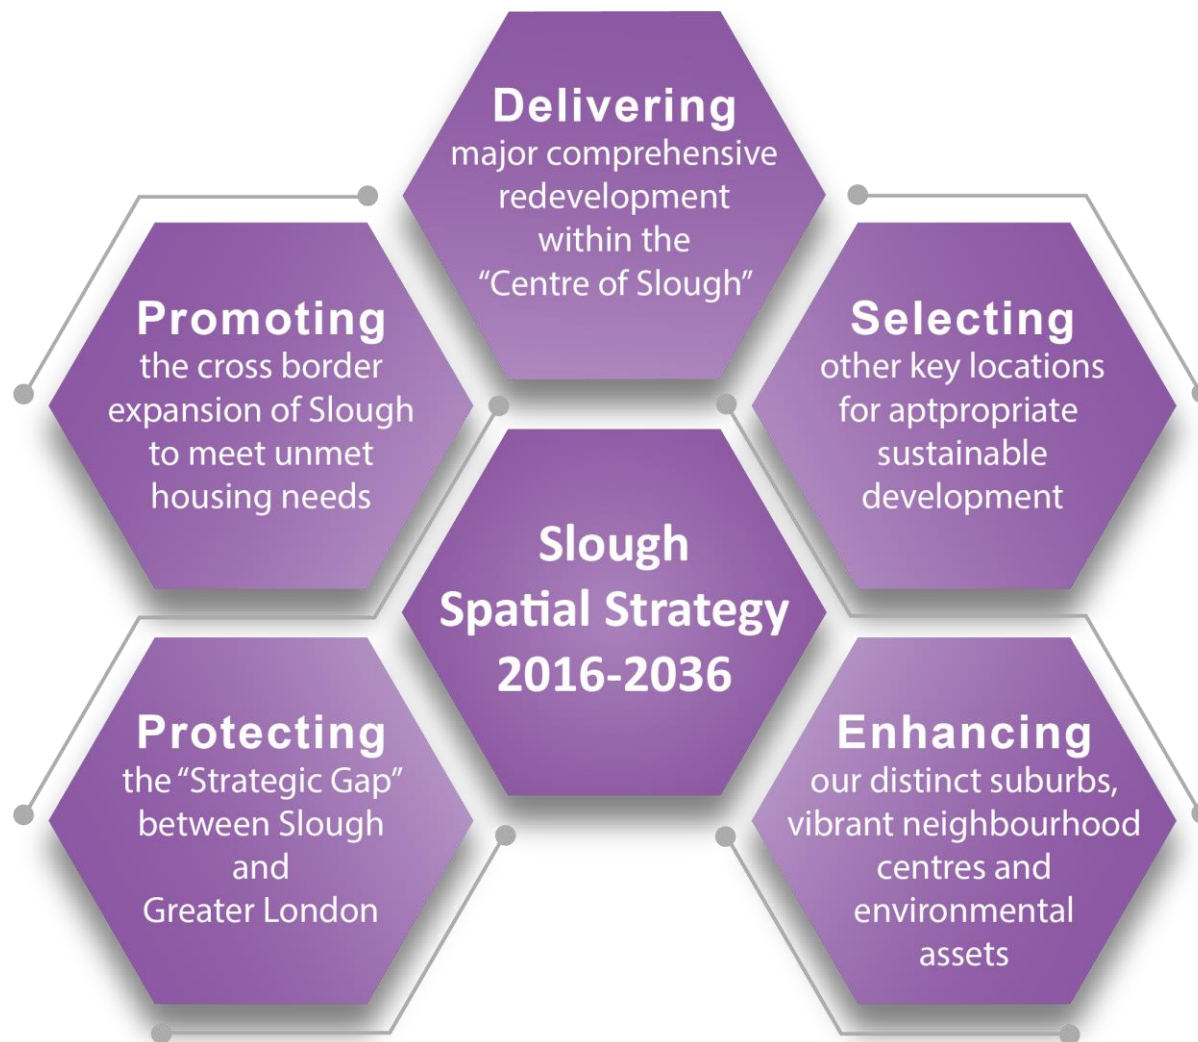 Delivering
major comprehensive
redevelopment
within the
“Centre of Slough”
Promoting
the cross border
expansion of Slough
to meet unmet
housing needs
Selecting
other key locations
for aptpropriate
sustainable
development
Slough
Spatial Strategy
2016-2036
Protecting
the “Strategic Gap”
between Slough
and
Greater London
Enhancing
our distinct suburbs,
vibrant neighbourhood
centres and
environmental
assets